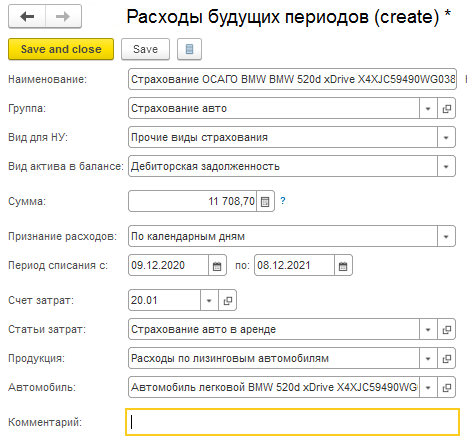 Расходы будущих периодов (create) *
Save and close Save
Наименование: Страхование ОСАГО BMW BMW 520d xDrive X4XJC59490WG038
Группа: Страхование авто
Вид для НУ: Прочие виды страхования
Вид актива в балансе: Дебиторская задолженность
Сумма: 11 708,70 ?
Признание расходов: По календарным дням
Период списания с: 09.12.2020 по: 08.12.2021
Счет затрат: 20.01
Статьи затрат: Страхование авто в аренде
Продукция: Расходы по лизинговым автомобилям
Автомобиль: Автомобиль легковой BMW 520d xDrive X4XJC59490WG
Комментарий: